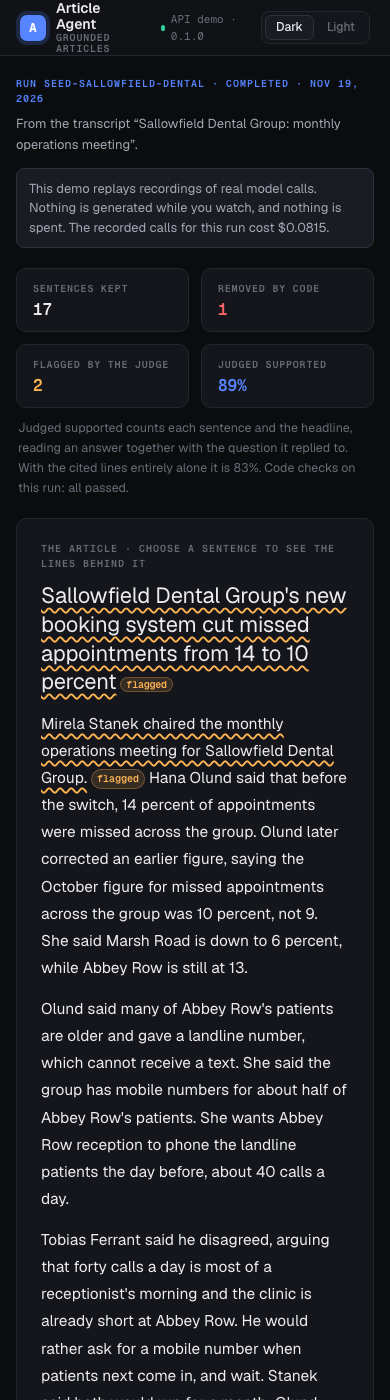 A
Article
Agent
GROUNDED
ARTICLES
API demo ·
0.1.0
Dark
Light
RUN SEED-SALLOWFIELD-DENTAL · COMPLETED · NOV 19,
2026
From the transcript “Sallowfield Dental Group: monthly
operations meeting”.
This demo replays recordings of real model calls.
Nothing is generated while you watch, and nothing is
spent. The recorded calls for this run cost $0.0815.
SENTENCES KEPT
17
REMOVED BY CODE
1
FLAGGED BY THE JUDGE
2
JUDGED SUPPORTED
89%
Judged supported counts each sentence and the headline,
reading an answer together with the question it replied to.
With the cited lines entirely alone it is 83%. Code checks on
this run: all passed.
THE ARTICLE · CHOOSE A SENTENCE TO SEE THE
LINES BEHIND IT
Sallowfield Dental Group's new
booking system cut missed
appointments from 14 to 10
percent flagged
Mirela Stanek chaired the monthly
operations meeting for Sallowfield Dental
Group. flagged Hana Olund said that before
the switch, 14 percent of appointments
were missed across the group. Olund later
corrected an earlier figure, saying the
October figure for missed appointments
across the group was 10 percent, not 9.
She said Marsh Road is down to 6 percent,
while Abbey Row is still at 13.
Olund said many of Abbey Row's patients
are older and gave a landline number,
which cannot receive a text. She said the
group has mobile numbers for about half of
Abbey Row's patients. She wants Abbey
Row reception to phone the landline
patients the day before, about 40 calls a
day.
Tobias Ferrant said he disagreed, arguing
that forty calls a day is most of a
receptionist's morning and the clinic is
already short at Abbey Row. He would
rather ask for a mobile number when
patients next come in, and wait. Stanek